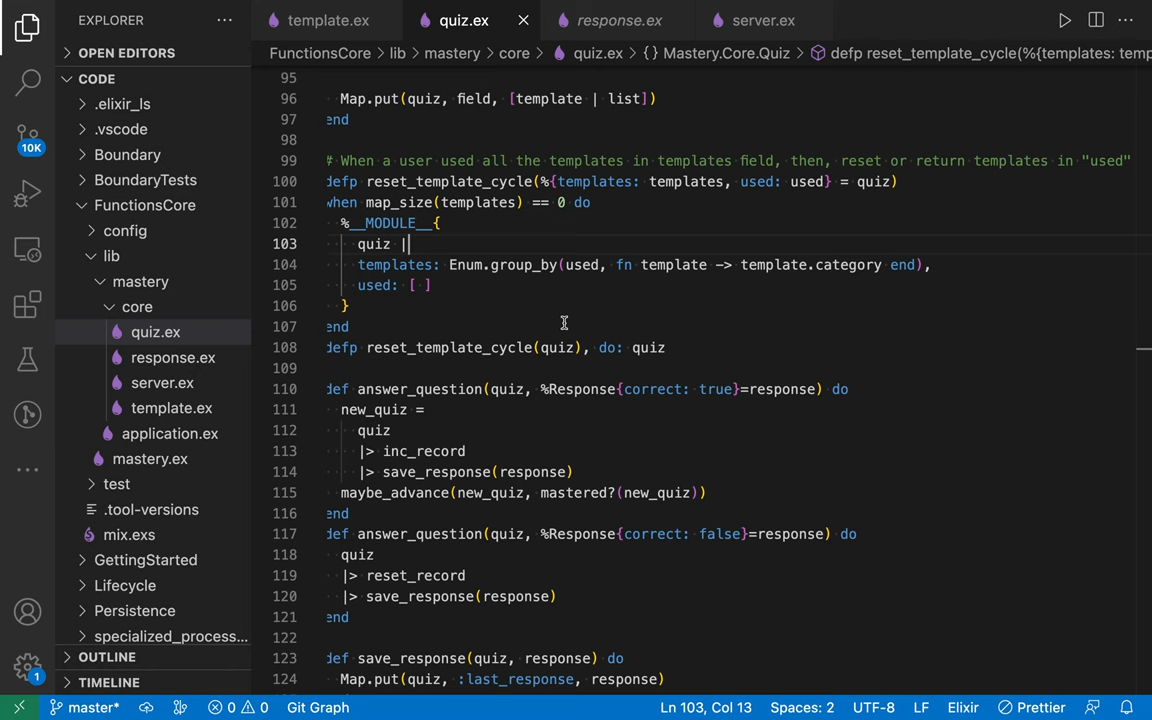 EXPLORER
OPEN EDITORS
CODE
.elixir_ls
.vscode
Boundary
BoundaryTests
FunctionsCore
config
lib
mastery
core
quiz.ex
response.ex
server.ex
template.ex
application.ex
mastery.ex
test
.tool-versions
mix.exs
GettingStarted
Lifecycle
Persistence
specialized_process...
OUTLINE
TIMELINE
10K
1
template.ex quiz.ex response.ex server.ex
FunctionsCore > lib > mastery > core > quiz.ex > {} Mastery.Core.Quiz > defp reset_template_cycle(%{templates: temp
95
96 Map.put(quiz, field, [template | list])
97 end
98
99 # When a user used all the templates in templates field, then, reset or return templates in "used"
100 defp reset_template_cycle(%{templates: templates, used: used} = quiz)
101 when map_size(templates) == 0 do
102 %__MODULE__{
103 quiz |
104 templates: Enum.group_by(used, fn template -> template.category end),
105 used: [ ]
106 }
107 end
108 defp reset_template_cycle(quiz), do: quiz
109
110 def answer_question(quiz, %Response{correct: true}=response) do
111 new_quiz =
112 quiz
113 |> inc_record
114 |> save_response(response)
115 maybe_advance(new_quiz, mastered?(new_quiz))
116 end
117 def answer_question(quiz, %Response{correct: false}=response) do
118 quiz
119 |> reset_record
120 |> save_response(response)
121 end
122
123 def save_response(quiz, response) do
124 Map.put(quiz, :last_response, response)
master* 0 0 Git Graph Ln 103, Col 13 Spaces: 2 UTF-8 LF Elixir Prettier